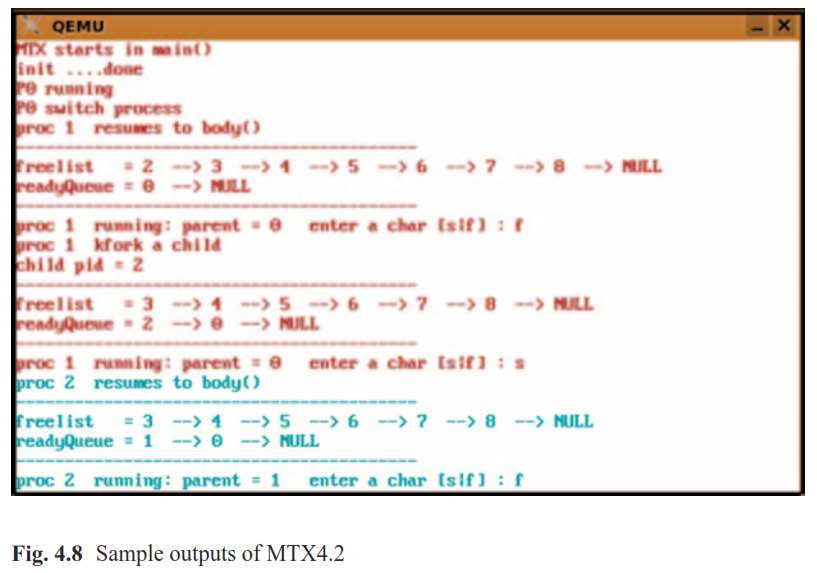 QEMU
MTX starts in main()
init ....done
P0 running
P0 switch process
proc 1 resumes to body()
----------------------------------------------
freelist = 2 --> 3 --> 4 --> 5 --> 6 --> 7 --> 8 --> NULL
readyQueue = 0 --> NULL
----------------------------------------------
proc 1 running: parent = 0 enter a char [s|f] : f
proc 1 kfork a child
child pid = 2
----------------------------------------------
freelist = 3 --> 4 --> 5 --> 6 --> 7 --> 8 --> NULL
readyQueue = 2 --> 0 --> NULL
----------------------------------------------
proc 1 running: parent = 0 enter a char [s|f] : s
proc 2 resumes to body()
----------------------------------------------
freelist = 3 --> 4 --> 5 --> 6 --> 7 --> 8 --> NULL
readyQueue = 1 --> 0 --> NULL
----------------------------------------------
proc 2 running: parent = 1 enter a char [s|f] : f
Fig. 4.8 Sample outputs of MTX4.2